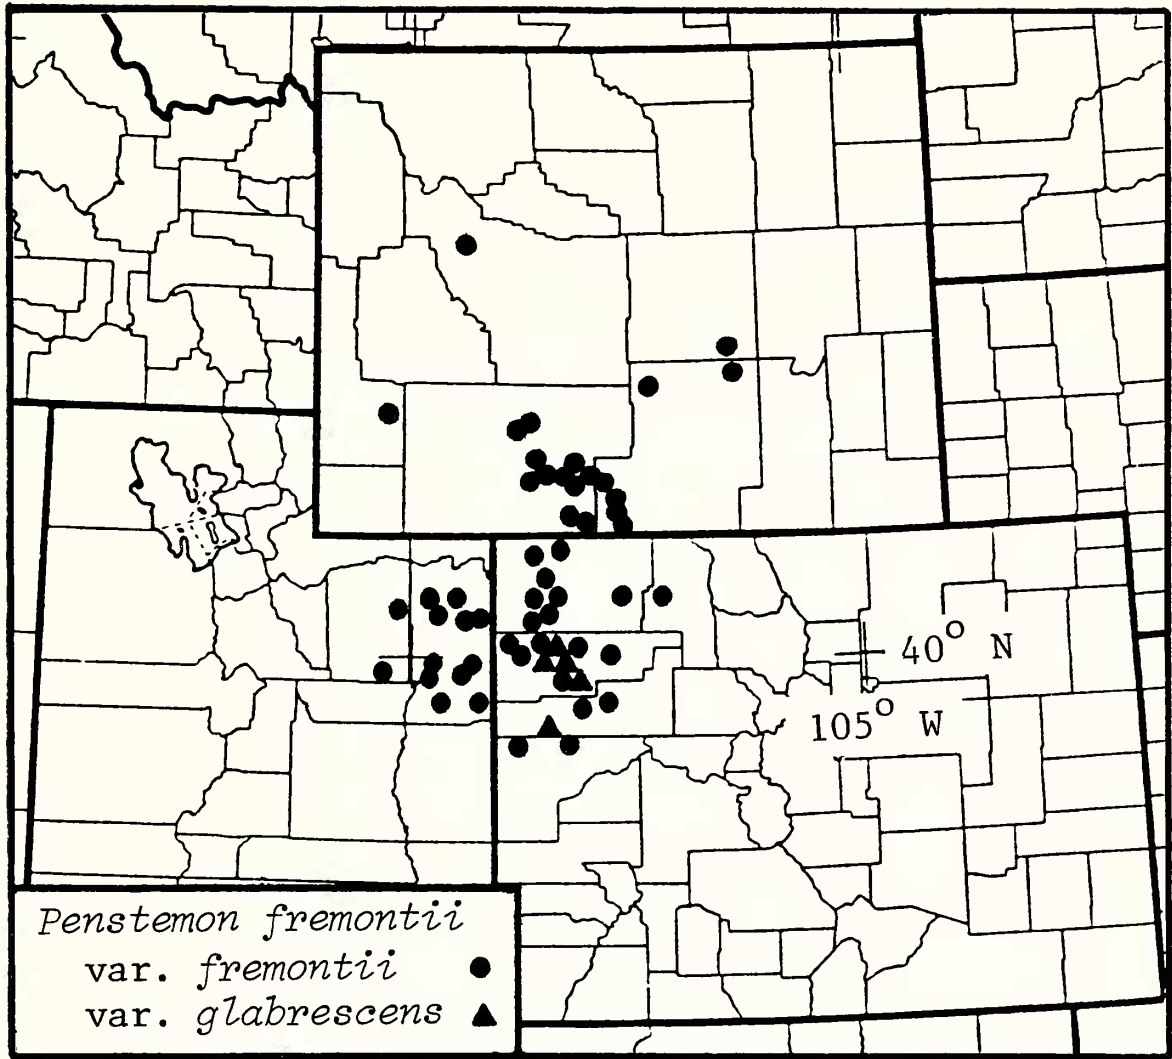 40° N
105° W
Penstemon fremontii
var. fremontii
var. glabrescens